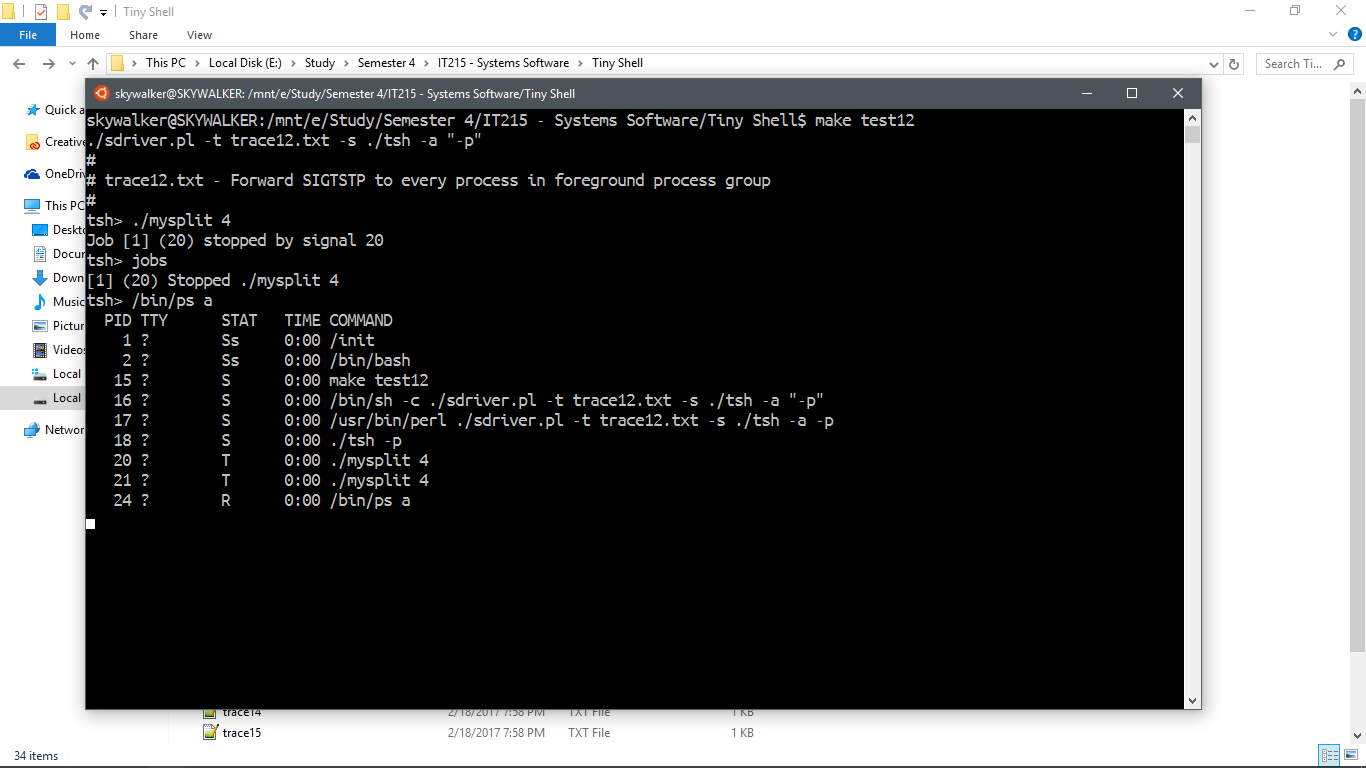 Tiny Shell
File Home Share View
This PC > Local Disk (E:) > Study > Semester 4 > IT215 - Systems Software > Tiny Shell
Search Ti...
Quick a
Creative
OneDriv
This PC
Deskto
Docur
Down
Music
Pictur
Videos
Local
Local
Networ
skywalker@SKYWALKER: /mnt/e/Study/Semester 4/IT215 - Systems Software/Tiny Shell
skywalker@SKYWALKER:/mnt/e/Study/Semester 4/IT215 - Systems Software/Tiny Shell$ make test12
./sdriver.pl -t trace12.txt -s ./tsh -a "-p"
#
# trace12.txt - Forward SIGTSTP to every process in foreground process group
#
tsh> ./mysplit 4
Job [1] (20) stopped by signal 20
tsh> jobs
[1] (20) Stopped ./mysplit 4
tsh> /bin/ps a
PID TTY STAT TIME COMMAND
1 ? Ss 0:00 /init
2 ? Ss 0:00 /bin/bash
15 ? S 0:00 make test12
16 ? S 0:00 /bin/sh -c ./sdriver.pl -t trace12.txt -s ./tsh -a "-p"
17 ? S 0:00 /usr/bin/perl ./sdriver.pl -t trace12.txt -s ./tsh -a -p
18 ? S 0:00 ./tsh -p
20 ? T 0:00 ./mysplit 4
21 ? T 0:00 ./mysplit 4
24 ? R 0:00 /bin/ps a
trace14 2/18/2017 7:58 PM TXT File 1 KB
trace15 2/18/2017 7:58 PM TXT File 1 KB
34 items